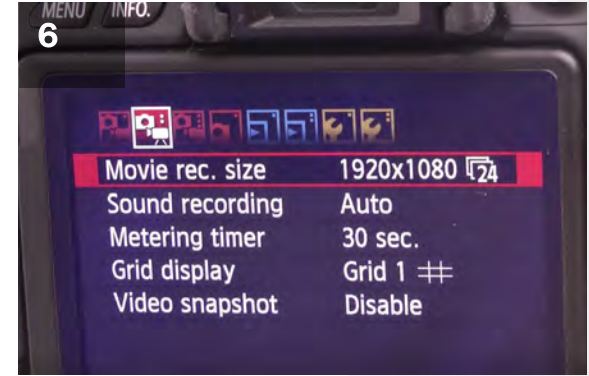 MENU INFO.
6
Movie rec. size 1920x1080 24
Sound recording Auto
Metering timer 30 sec.
Grid display Grid 1
Video snapshot Disable